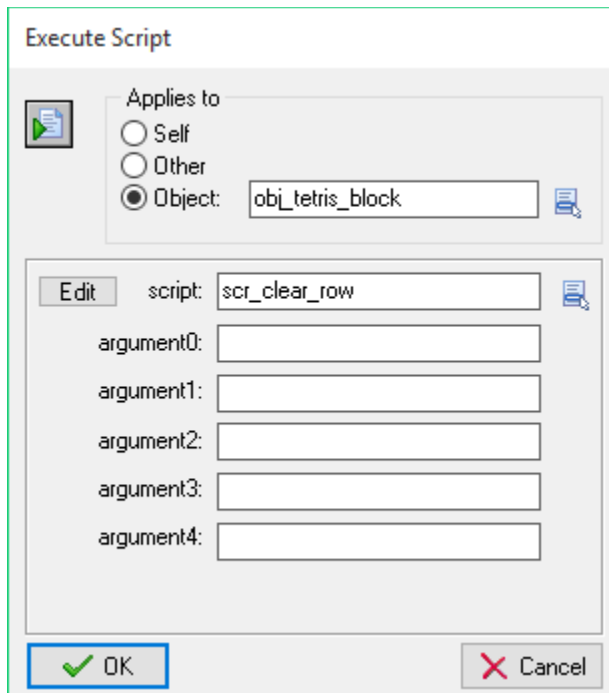 Execute Script
Applies to
Self
Other
Object: obj_tetris_block
Edit script: scr_clear_row
argument0:
argument1:
argument2:
argument3:
argument4:
OK Cancel